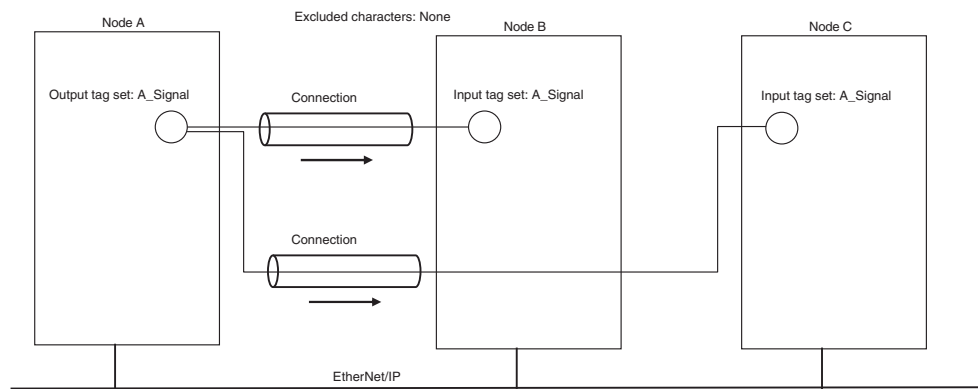 Excluded characters: None
Node A
Node B
Node C
Output tag set: A_Signal
Connection
Input tag set: A_Signal
Input tag set: A_Signal
Connection
EtherNet/IP